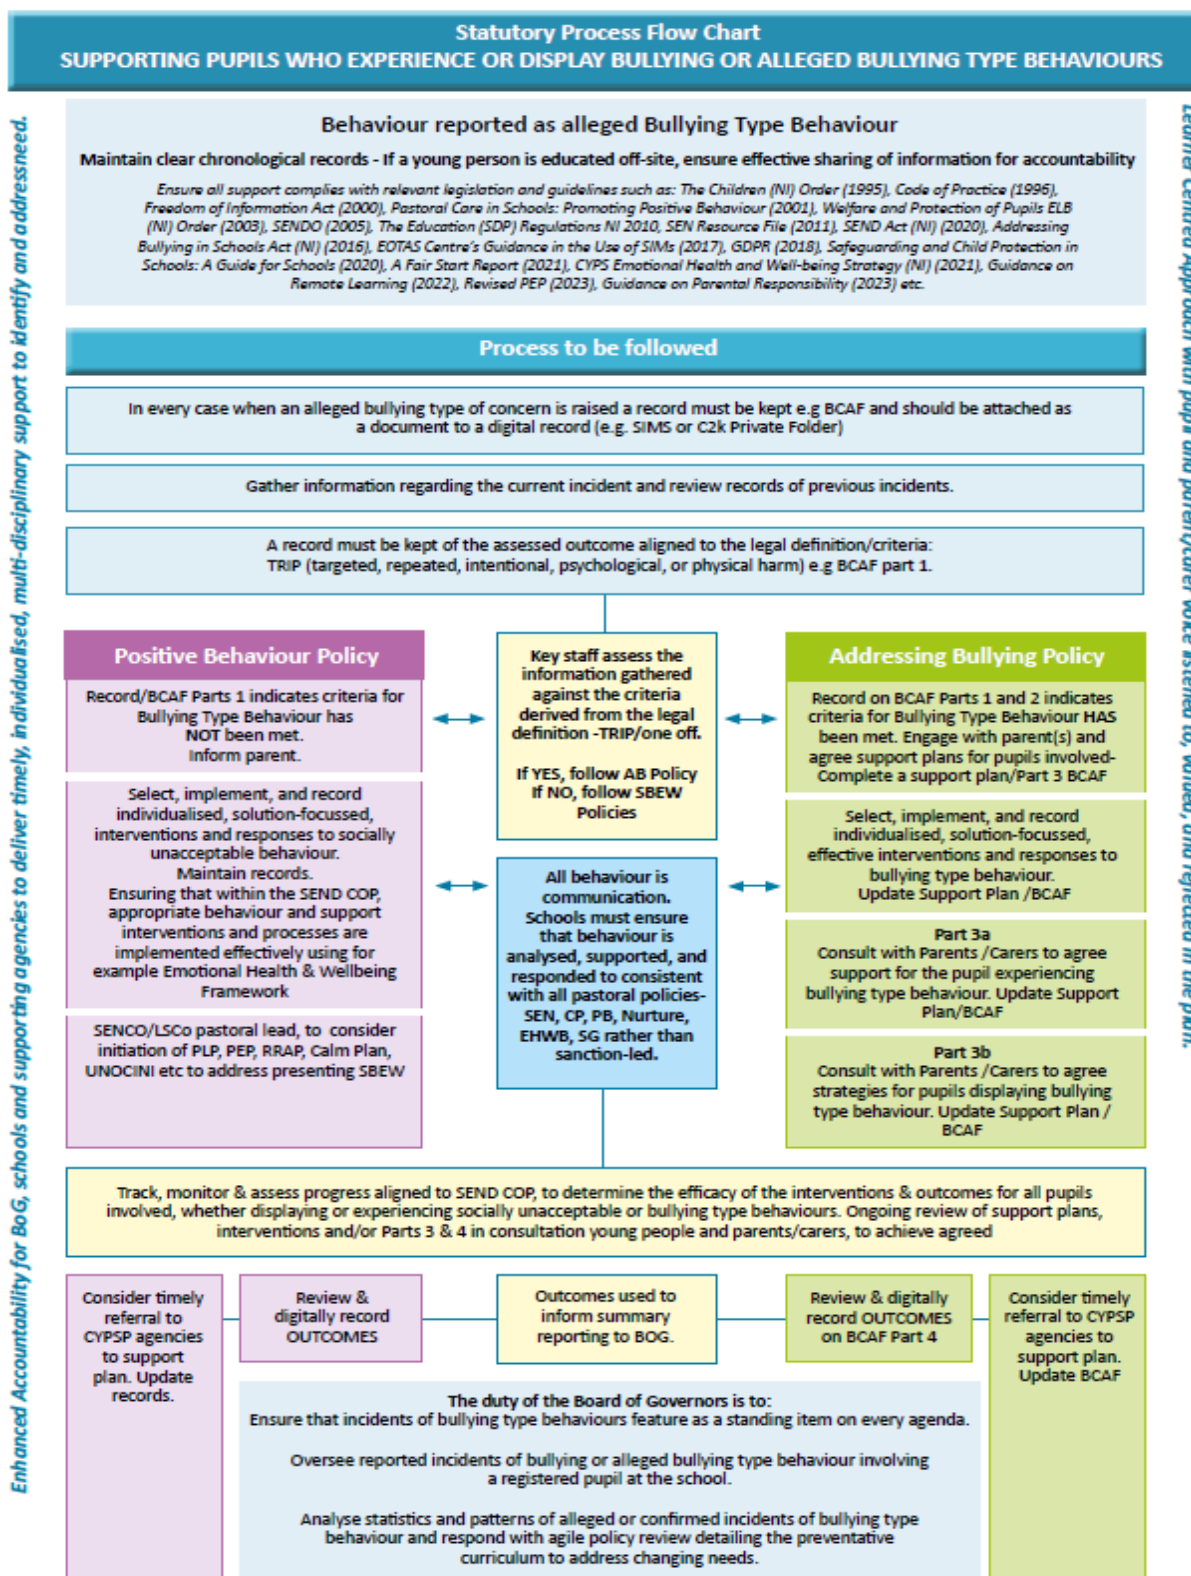 Statutory Process Flow Chart
SUPPORTING PUPILS WHO EXPERIENCE OR DISPLAY BULLYING OR ALLEGED BULLYING TYPE BEHAVIOURS
Enhanced Accountability for BoG, schools and supporting agencies to deliver timely, individualised, multi-disciplinary support to identify and addressneed.
Learner Centred Approach with pupil and parent/carer voice listened to, valued, and reflected in the plan.
Behaviour reported as alleged Bullying Type Behaviour
Maintain clear chronological records - If a young person is educated off-site, ensure effective sharing of information for accountability
Ensure all support complies with relevant legislation and guidelines such as: The Children (NI) Order (1995), Code of Practice (1996),
Freedom of Information Act (2000), Pastoral Care in Schools: Promoting Positive Behaviour (2001), Welfare and Protection of Pupils ELB
(NI) Order (2003), SENDO (2005), The Education (SDP) Regulations NI 2010, SEN Resource File (2011), SEND Act (NI) (2020), Addressing
Bullying in Schools Act (NI) (2016), EOTAS Centre's Guidance in the Use of SIMs (2017), GDPR (2018), Safeguarding and Child Protection in
Schools: A Guide for Schools (2020), A Fair Start Report (2021), CYPS Emotional Health and Well-being Strategy (NI) (2021), Guidance on
Remote Learning (2022), Revised PEP (2023), Guidance on Parental Responsibility (2023) etc.
Process to be followed
In every case when an alleged bullying type of concern is raised a record must be kept e.g BCAF and should be attached as
a document to a digital record (e.g. SIMS or C2k Private Folder)
Gather information regarding the current incident and review records of previous incidents.
A record must be kept of the assessed outcome aligned to the legal definition/criteria:
TRIP (targeted, repeated, intentional, psychological, or physical harm) e.g BCAF part 1.
Positive Behaviour Policy
Record/BCAF Parts 1 indicates criteria for
Bullying Type Behaviour has
NOT been met.
Inform parent.
Select, implement, and record
individualised, solution-focussed,
interventions and responses to socially
unacceptable behaviour.
Maintain records.
Ensuring that within the SEND COP,
appropriate behaviour and support
interventions and processes are
implemented effectively using for
example Emotional Health & Wellbeing
Framework
SENCO/LSCo pastoral lead, to consider
initiation of PLP, PEP, RRAP, Calm Plan,
UNOCINI etc to address presenting SBEW
Key staff assess the
information gathered
against the criteria
derived from the legal
definition -TRIP/one off.
If YES, follow AB Policy
If NO, follow SBEW
Policies
All behaviour is
communication.
Schools must ensure
that behaviour is
analysed, supported, and
responded to consistent
with all pastoral policies-
SEN, CP, PB, Nurture,
EHWB, SG rather than
sanction-led.
Addressing Bullying Policy
Record on BCAF Parts 1 and 2 indicates
criteria for Bullying Type Behaviour HAS
been met. Engage with parent(s) and
agree support plans for pupils involved-
Complete a support plan/Part 3 BCAF
Select, implement, and record
individualised, solution-focussed,
effective interventions and responses to
bullying type behaviour.
Update Support Plan /BCAF
Part 3a
Consult with Parents /Carers to agree
support for the pupil experiencing
bullying type behaviour. Update Support
Plan/BCAF
Part 3b
Consult with Parents /Carers to agree
strategies for pupils displaying bullying
type behaviour. Update Support Plan /
BCAF
Track, monitor & assess progress aligned to SEND COP, to determine the efficacy of the interventions & outcomes for all pupils
involved, whether displaying or experiencing socially unacceptable or bullying type behaviours. Ongoing review of support plans,
interventions and/or Parts 3 & 4 in consultation young people and parents/carers, to achieve agreed
Consider timely
referral to
CYPSP agencies
to support
plan. Update
records.
Review &
digitally record
OUTCOMES
Outcomes used to
inform summary
reporting to BOG.
Review & digitally
record OUTCOMES
on BCAF Part 4
Consider timely
referral to CYPSP
agencies to
support plan.
Update BCAF
The duty of the Board of Governors is to:
Ensure that incidents of bullying type behaviours feature as a standing item on every agenda.
Oversee reported incidents of bullying or alleged bullying type behaviour involving
a registered pupil at the school.
Analyse statistics and patterns of alleged or confirmed incidents of bullying type
behaviour and respond with agile policy review detailing the preventative
curriculum to address changing needs.